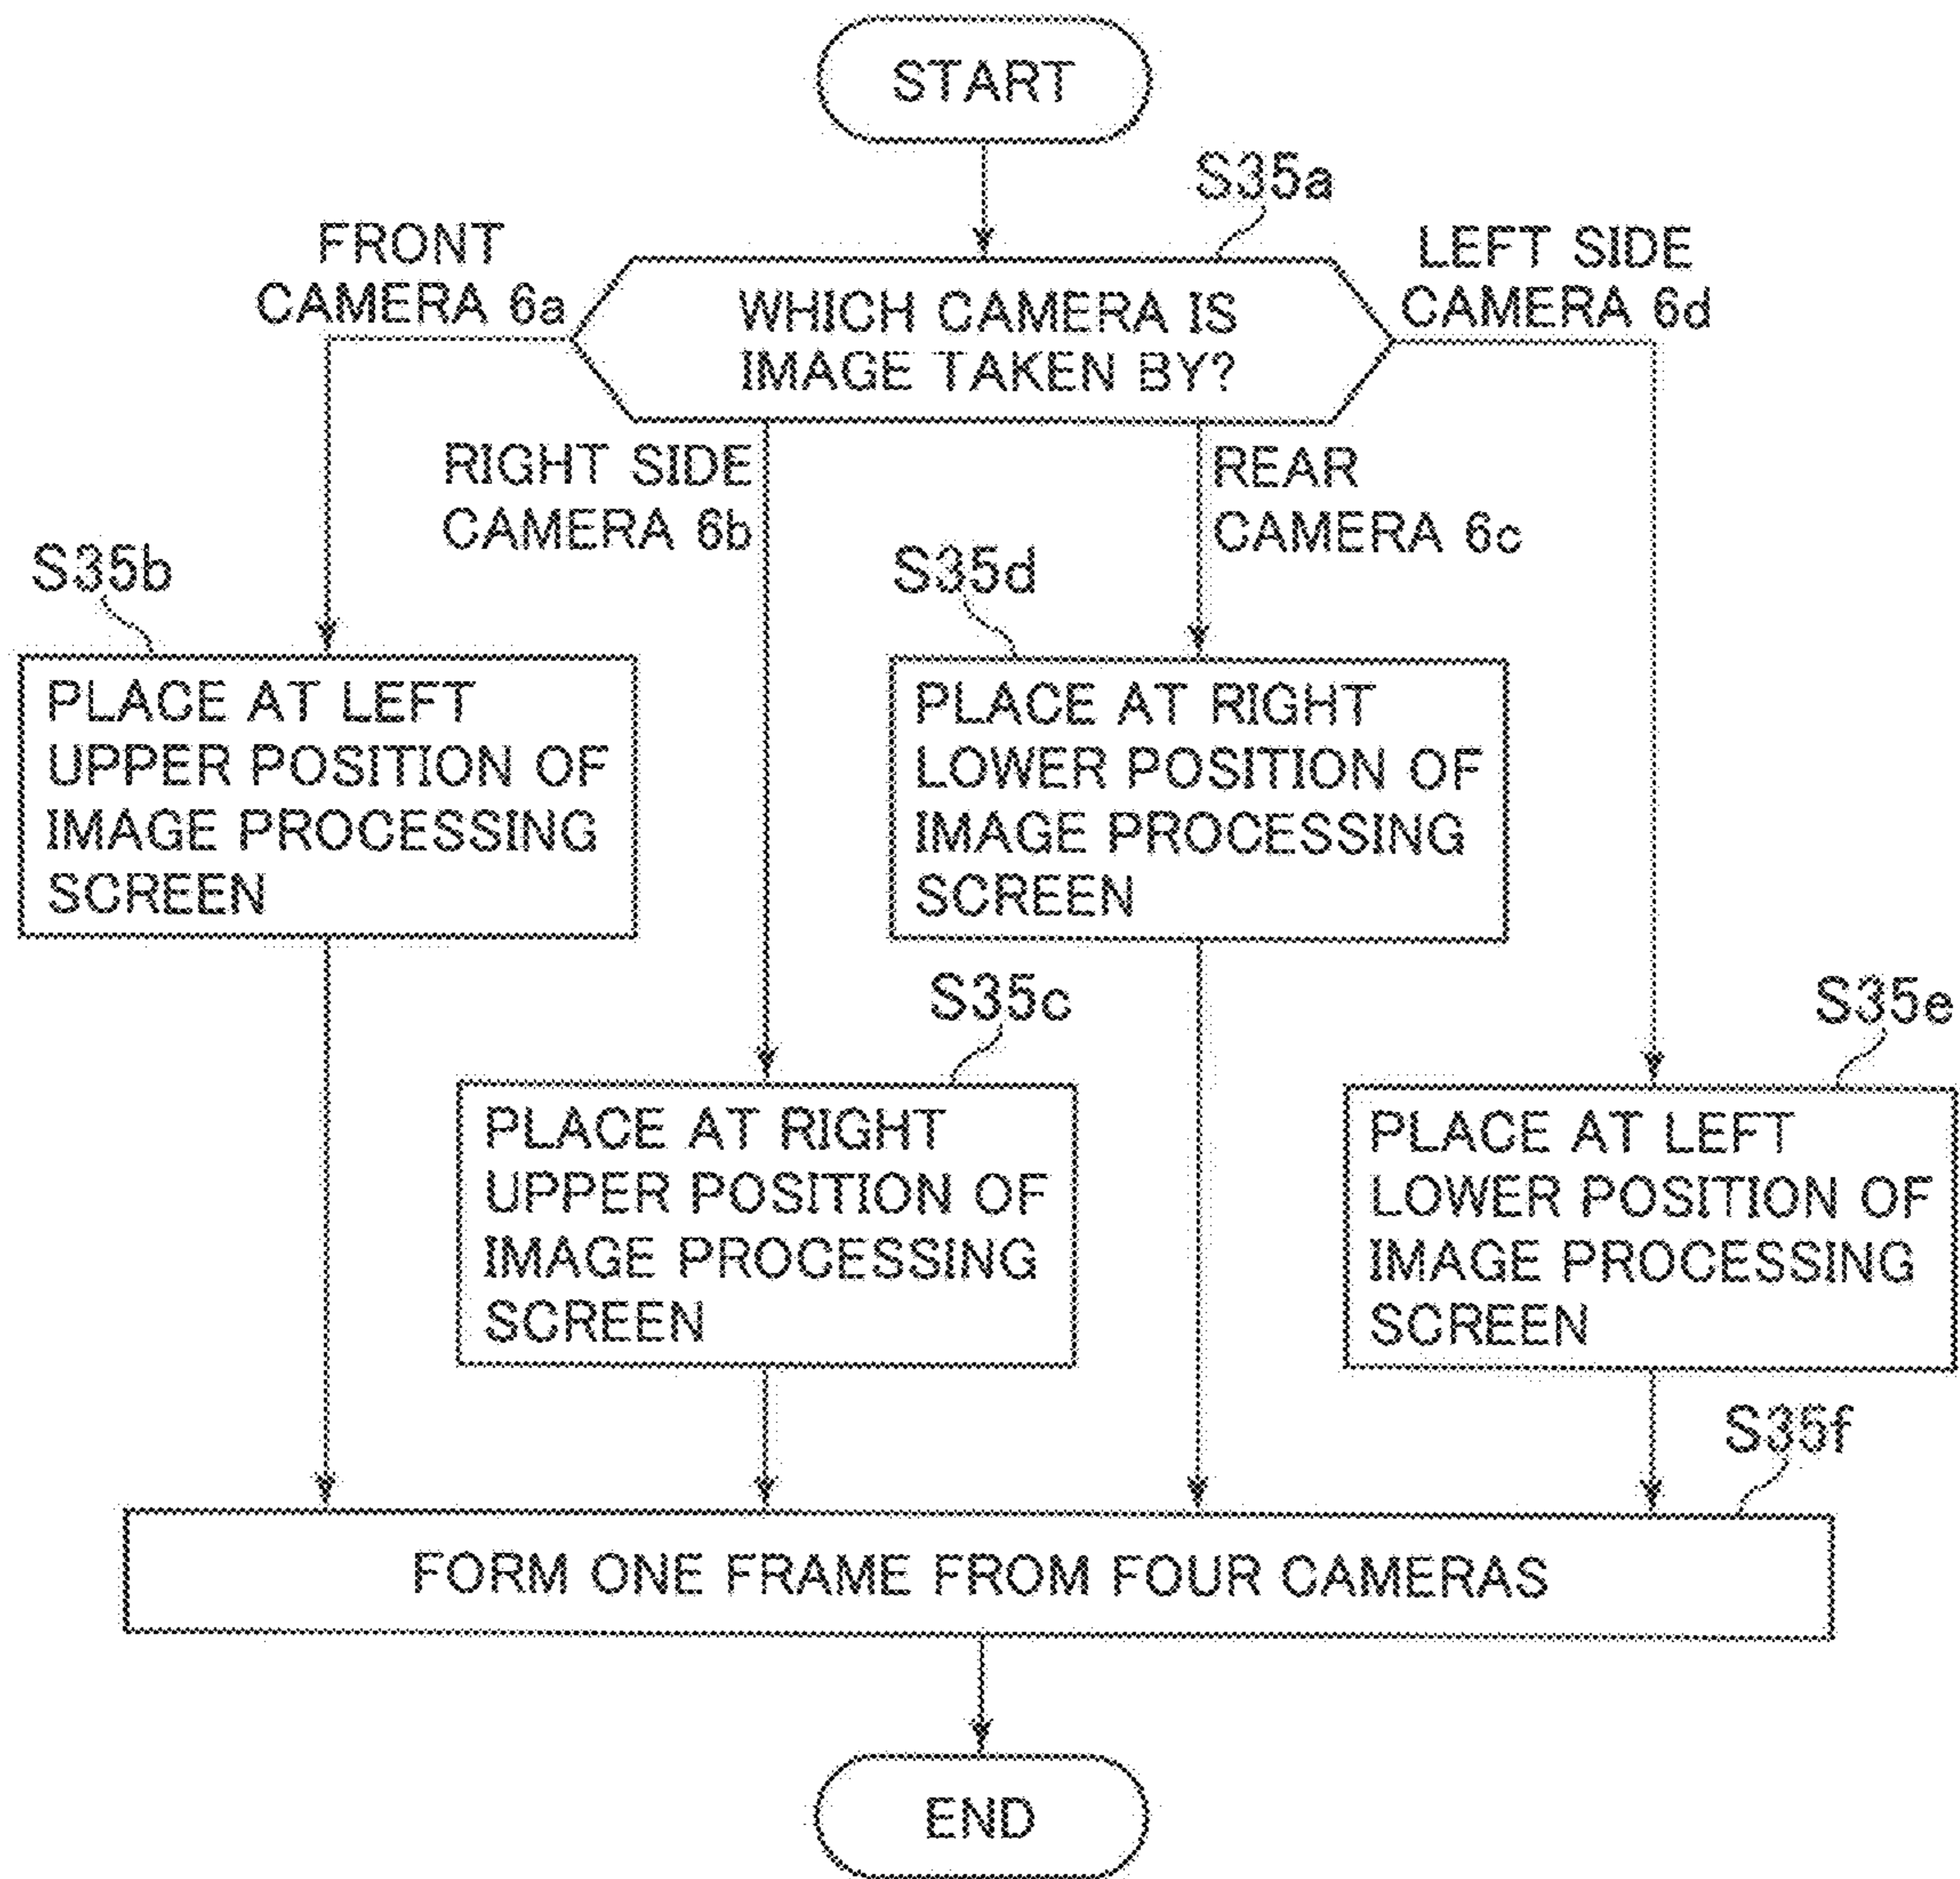 START
S35a
FRONT
CAMERA 6a
WHICH CAMERA IS
IMAGE TAKEN BY?
LEFT SIDE
CAMERA 6d
RIGHT SIDE
CAMERA 6b
REAR
CAMERA 6c
S35b
PLACE AT LEFT
UPPER POSITION OF
IMAGE PROCESSING
SCREEN
S35d
PLACE AT RIGHT
LOWER POSITION OF
IMAGE PROCESSING
SCREEN
S35c
PLACE AT RIGHT
UPPER POSITION OF
IMAGE PROCESSING
SCREEN
S35e
PLACE AT LEFT
LOWER POSITION OF
IMAGE PROCESSING
SCREEN
S35f
FORM ONE FRAME FROM FOUR CAMERAS
END